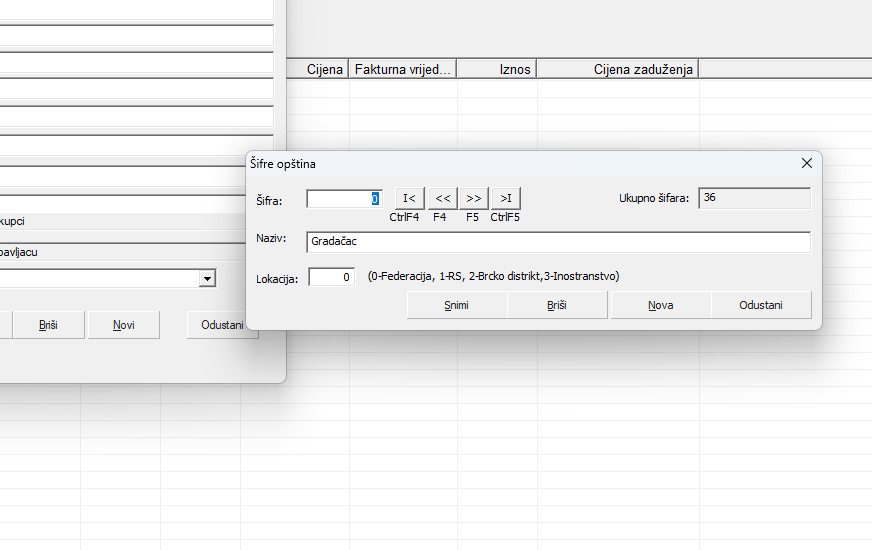 Cijena Fakturna vrijed... Iznos Cijena zaduženja
Šifre opština
Šifra: 0 I< << >> >I Ukupno šifara: 36
CtrlF4 F4 F5 CtrlF5
Naziv: Gradačac
Lokacija: 0 (0-Federacija, 1-RS, 2-Brcko distrikt,3-Inostranstvo)
Snimi Briši Nova Odustani
kupci
bavljacu
Briši Novi Odustani